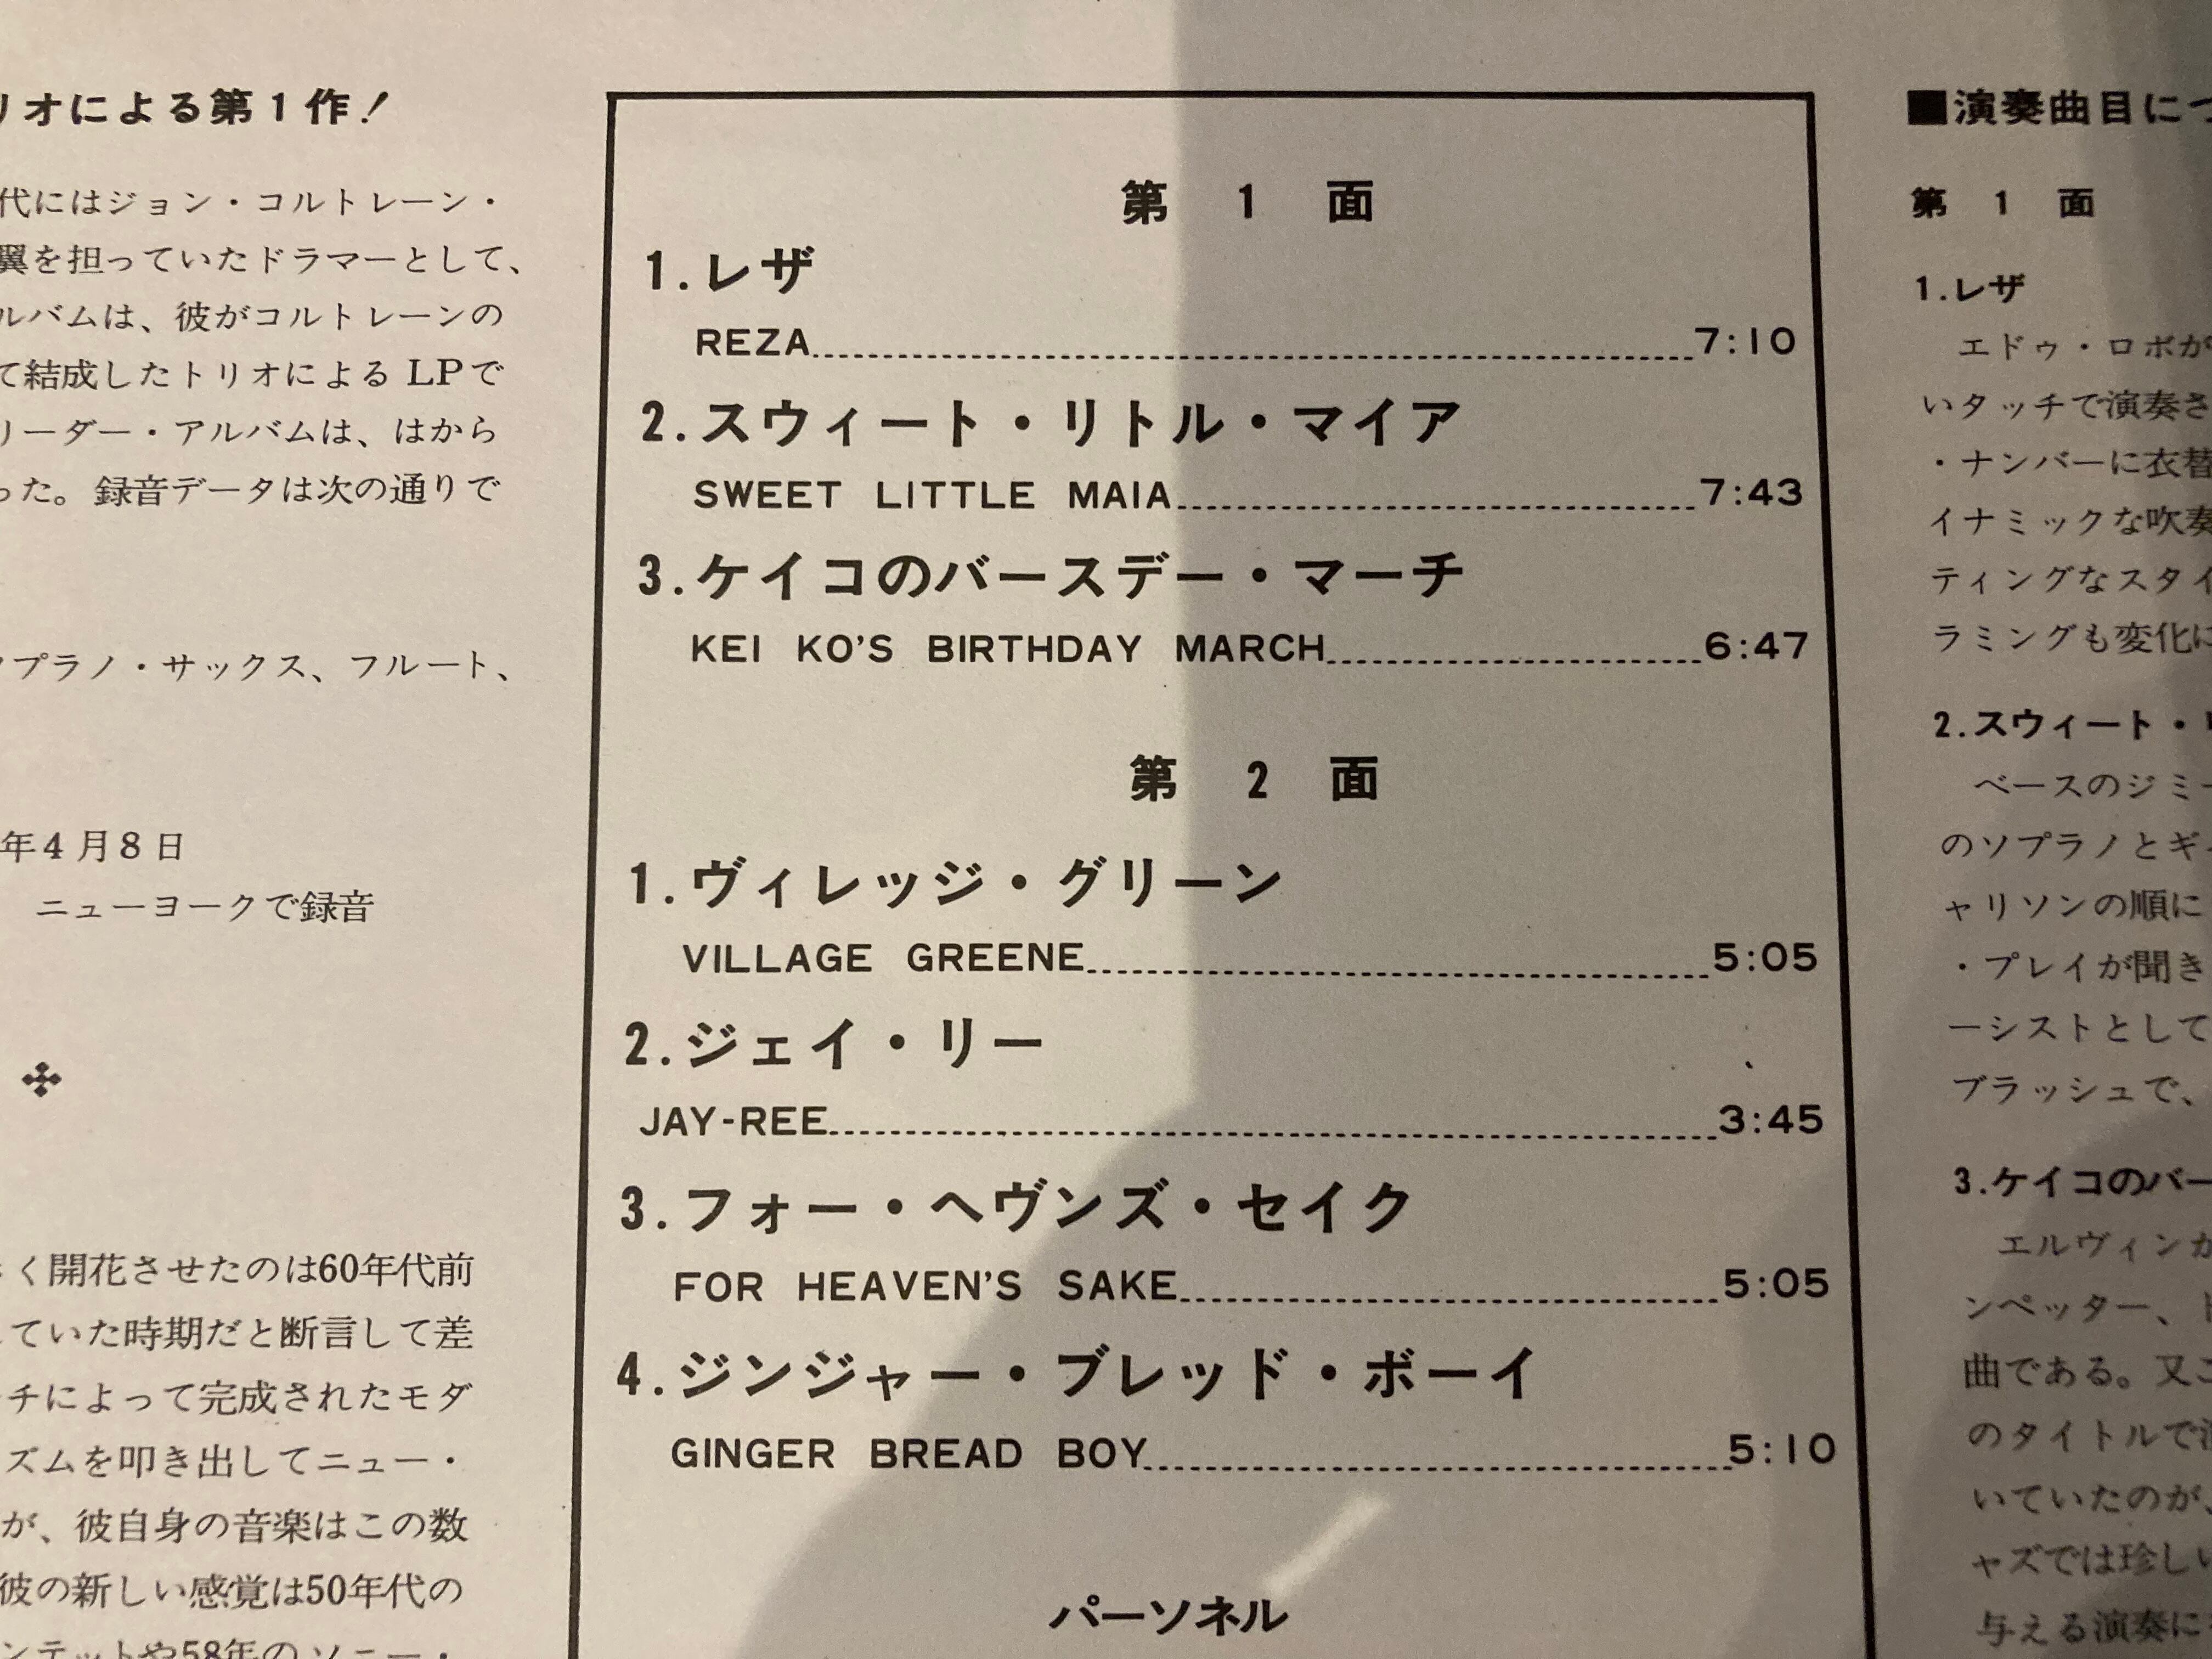 リオによる第1作!
代にはジョン・コルトレーン・
翼を担っていたドラマーとして、
ルバムは、彼がコルトレーンの
て結成したトリオによる LPで
リーダー・アルバムは、はから
った。録音データは次の通りで
プラノ・サックス、フルート、
年4月8日
ニューヨークで録音
く開花させたのは60年代前
ていた時期だと断言して差
チによって完成されたモダ
ズムを叩き出してニュー・
が、彼自身の音楽はこの数
彼の新しい感覚は50年代の
ンテットや58年のソニー・
第 1 面
1.レザ
REZA 7:10
2.スウィート・リトル・マイア
SWEET LITTLE MAIA 7:43
3.ケイコのバースデー・マーチ
KEI KO'S BIRTHDAY MARCH 6:47
第 2 面
1.ヴィレッジ・グリーン
VILLAGE GREENE 5:05
2.ジェイ・リー
JAY-REE 3:45
3.フォー・ヘヴンズ・セイク
FOR HEAVEN'S SAKE 5:05
4.ジンジャー・ブレッド・ボーイ
GINGER BREAD BOY 5:10
パーソネル
■演奏曲目につ
第 1 面
1.レザ
エドゥ・ロボが
いタッチで演奏さ
・ナンバーに衣替
イナミックな吹奏
ティングなスタイ
ラミングも変化に
2.スウィート・リ
ベースのジミー
のソプラノとギ
ャリソンの順に
・プレイが聞き
ーシストとして
ブラッシュで、
3.ケイコのバー
エルヴィンが
ンペッター、ト
曲である。又こ
のタイトルで演
いていたのが、
ャズでは珍しい
与える演奏に